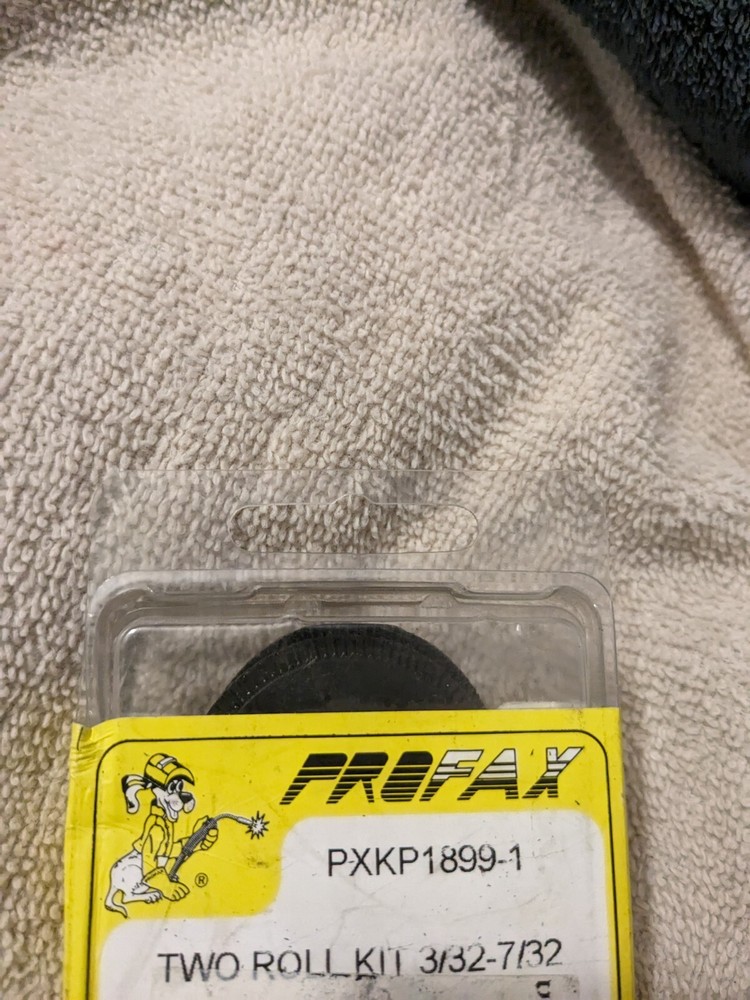 PROFAX
®
PXKP1899-1
TWO ROLL KIT 3/32-7/32